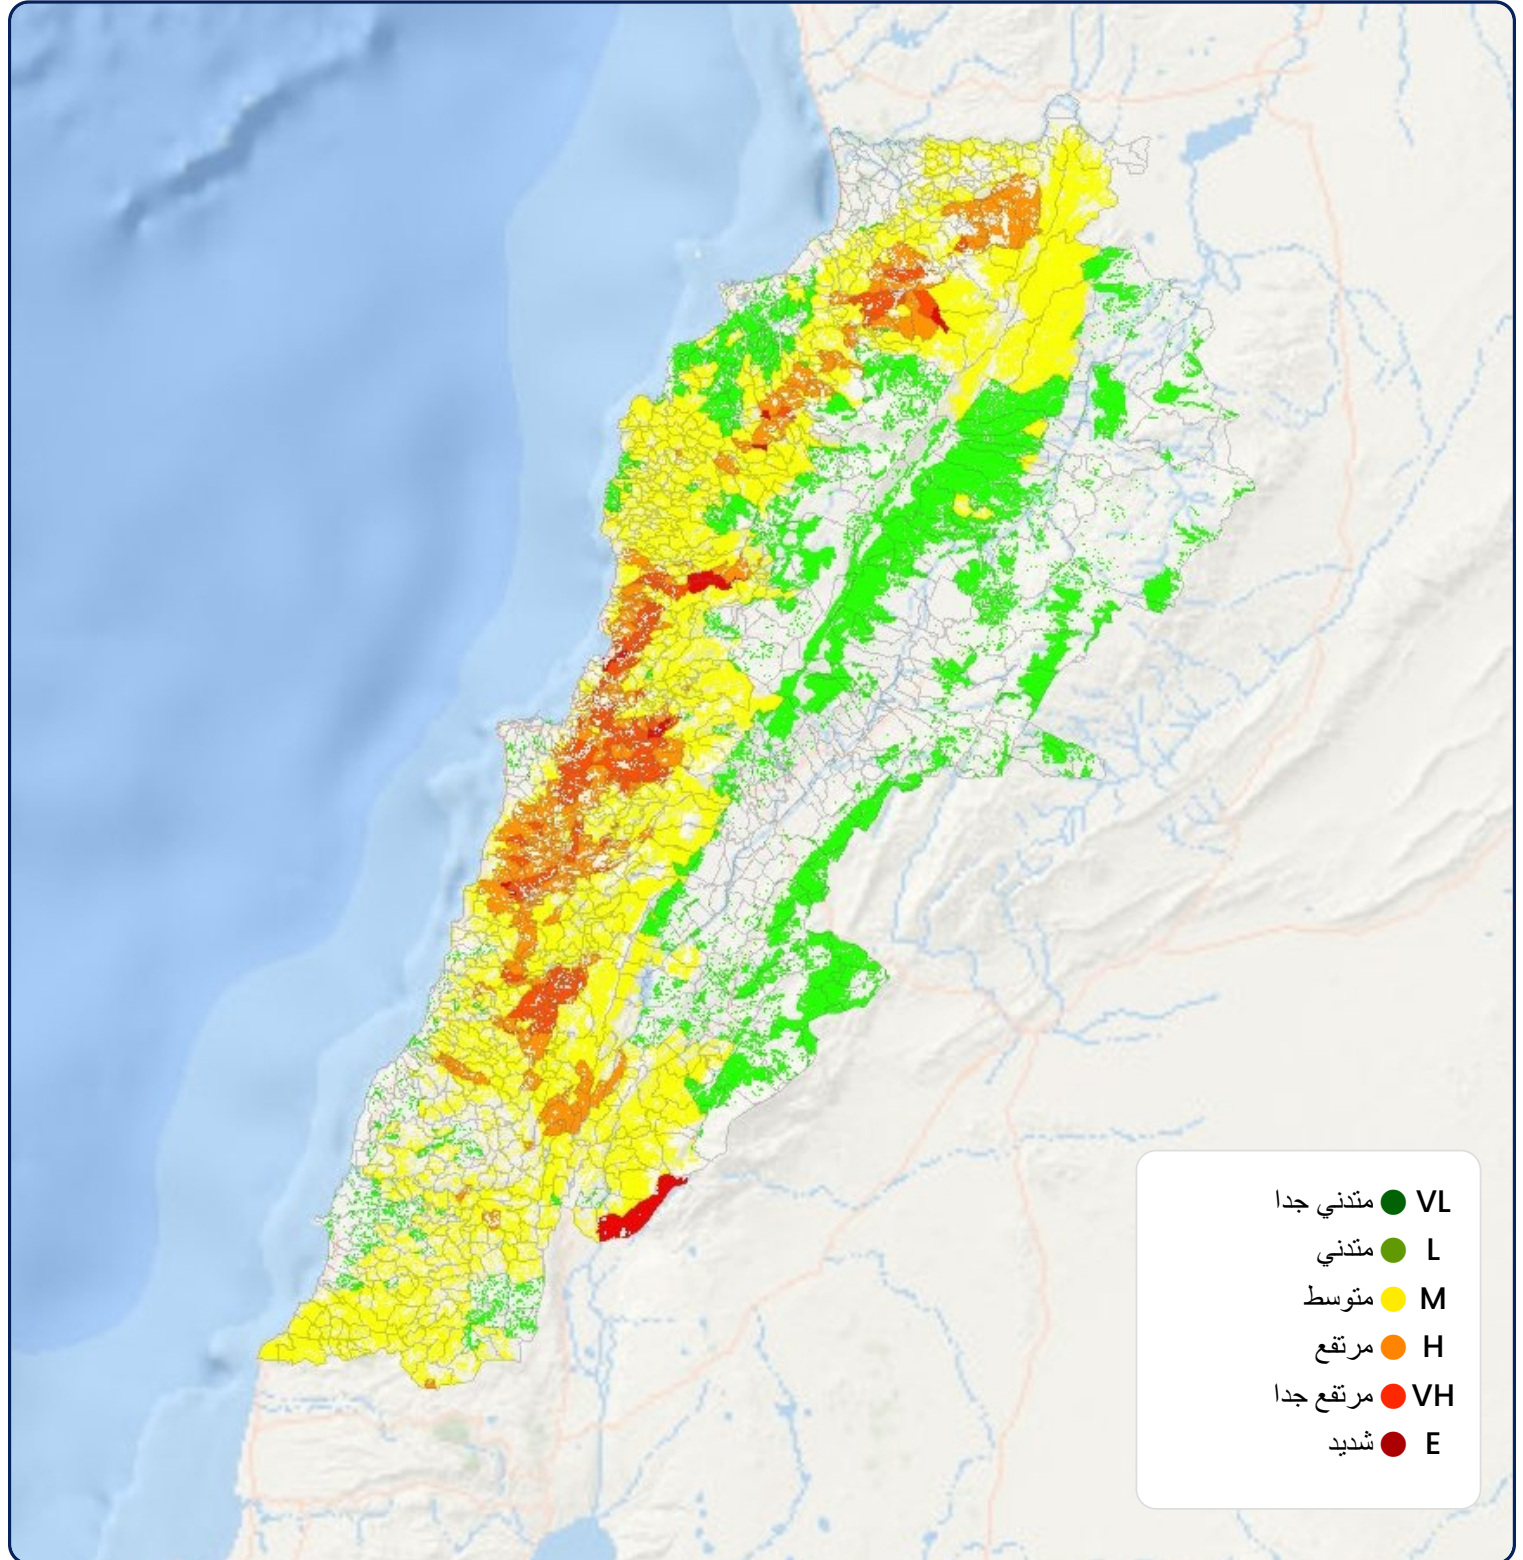 VL متدني جدا
L متدني
M متوسط
H مرتفع
VH مرتفع جدا
E شديد